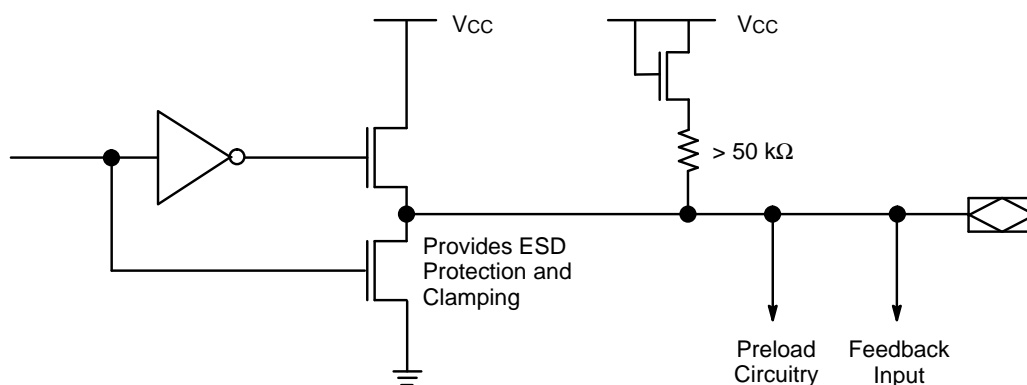 VCC
VCC
> 50 kΩ
Provides ESD
Protection and
Clamping
Preload
Circuitry
Feedback
Input